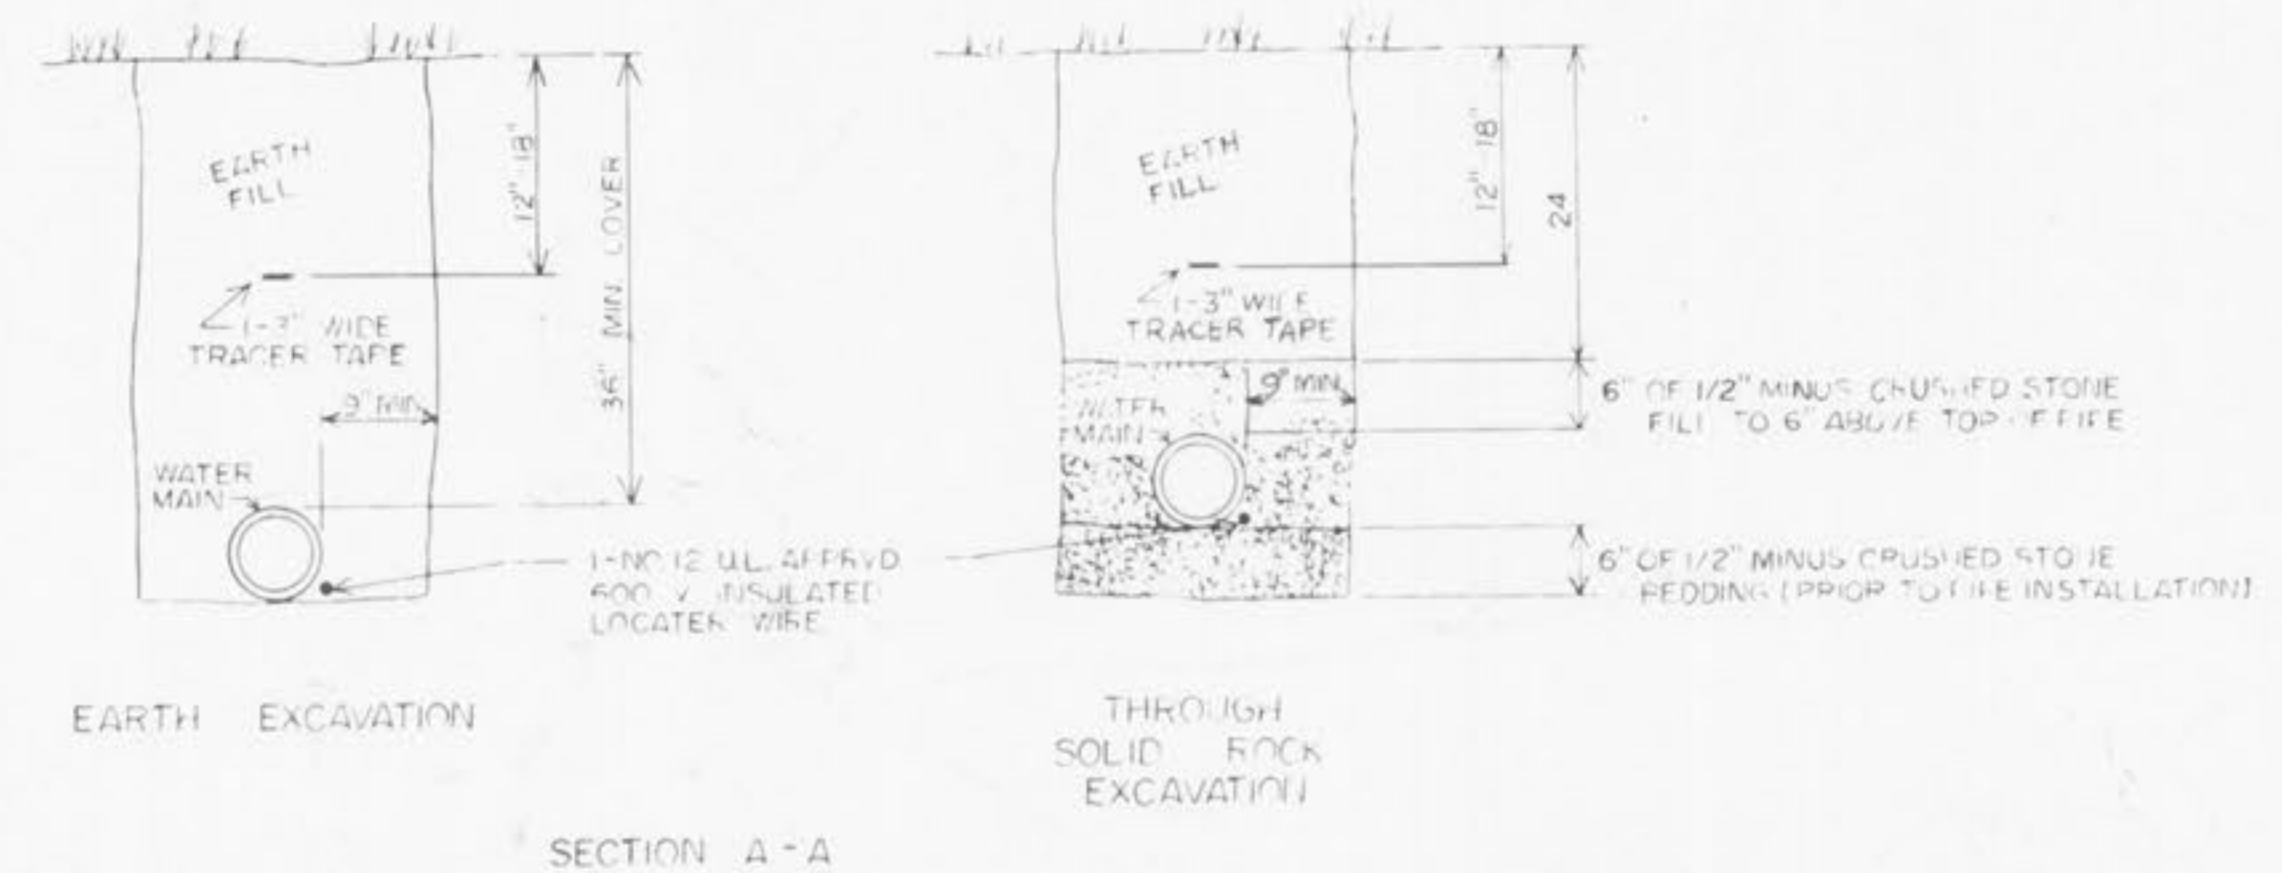 EARTH
FILL
12" 18"
36" MIN. COVER
1-3" WIDE
TRACER TAPE
9" MIN.
WATER
MAIN
1-NO 12 U.L. APPRVD
600 V INSULATED
LOCATER WIRE
EARTH EXCAVATION
EARTH
FILL
12" 18"
24
1-3" WIDE
TRACER TAPE
9" MIN.
WATER
MAIN
6" OF 1/2" MINUS CRUSHED STONE
FILL TO 6" ABOVE TOP OF PIPE
6" OF 1/2" MINUS CRUSHED STONE
BEDDING (PRIOR TO PIPE INSTALLATION)
THROUGH
SOLID ROCK
EXCAVATION
SECTION A-A